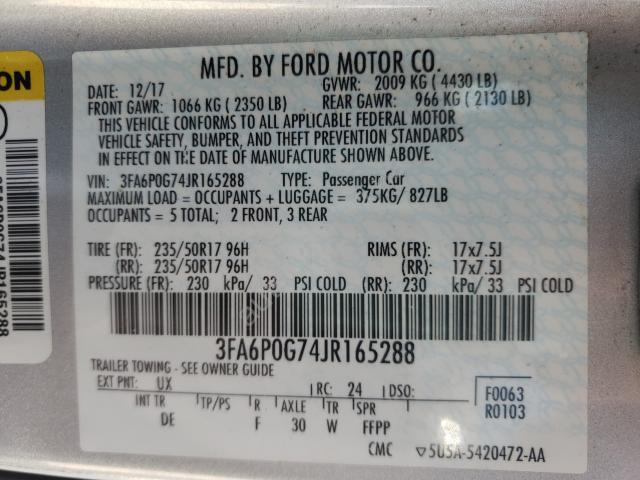 MFD. BY FORD MOTOR CO.
DATE: 12/17 GVWR: 2009 KG ( 4430 LB)
FRONT GAWR: 1066 KG ( 2350 LB) REAR GAWR: 966 KG ( 2130 LB)
THIS VEHICLE CONFORMS TO ALL APPLICABLE FEDERAL MOTOR
VEHICLE SAFETY, BUMPER, AND THEFT PREVENTION STANDARDS
IN EFFECT ON THE DATE OF MANUFACTURE SHOWN ABOVE.
VIN: 3FA6P0G74JR165288 TYPE: Passenger Car
MAXIMUM LOAD = OCCUPANTS + LUGGAGE = 375KG/ 827LB
OCCUPANTS = 5 TOTAL; 2 FRONT, 3 REAR
TIRE (FR): 235/50R17 96H RIMS (FR): 17x7.5J
(RR): 235/50R17 96H (RR): 17x7.5J
PRESSURE (FR): 230 kPa/ 33 PSI COLD (RR): 230 kPa/ 33 PSI COLD
3FA6P0G74JR165288
TRAILER TOWING - SEE OWNER GUIDE
EXT PNT: UX RC: 24 DSO: F0063
INT TR TP/PS R AXLE TR SPR R0103
DE F 30 W FFPP
CMC ▽5U5A-5420472-AA
ON
3FA6P0G74JR165288